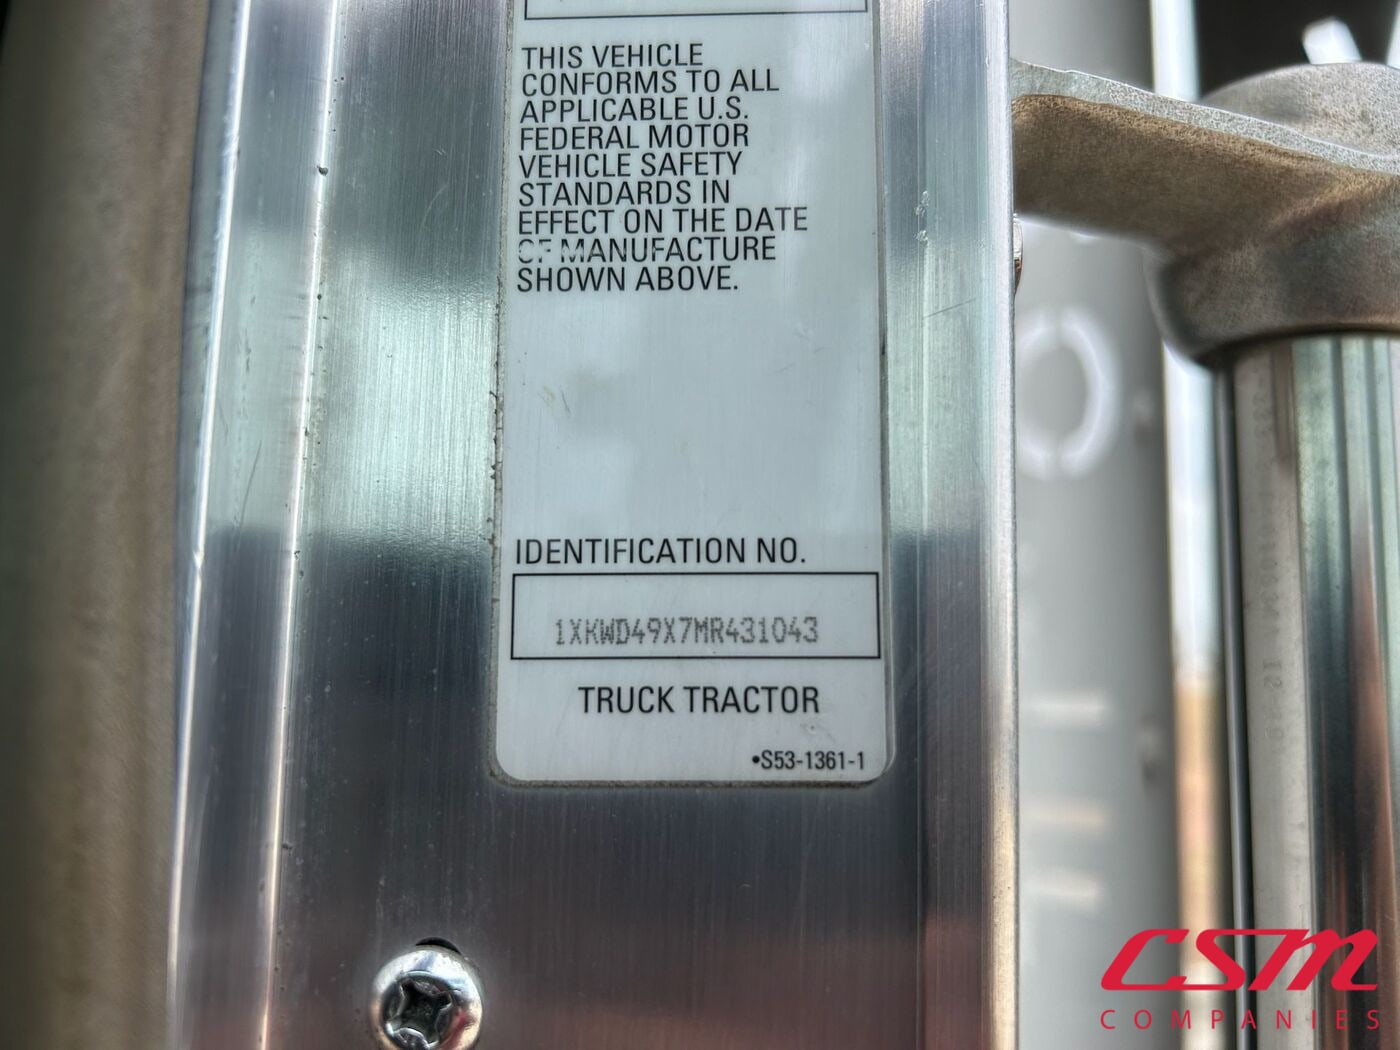 THIS VEHICLE
CONFORMS TO ALL
APPLICABLE U.S.
FEDERAL MOTOR
VEHICLE SAFETY
STANDARDS IN
EFFECT ON THE DATE
OF MANUFACTURE
SHOWN ABOVE.
IDENTIFICATION NO.
1XKWD49X7MR431043
TRUCK TRACTOR
•S53-1361-1
CSM
COMPANIES